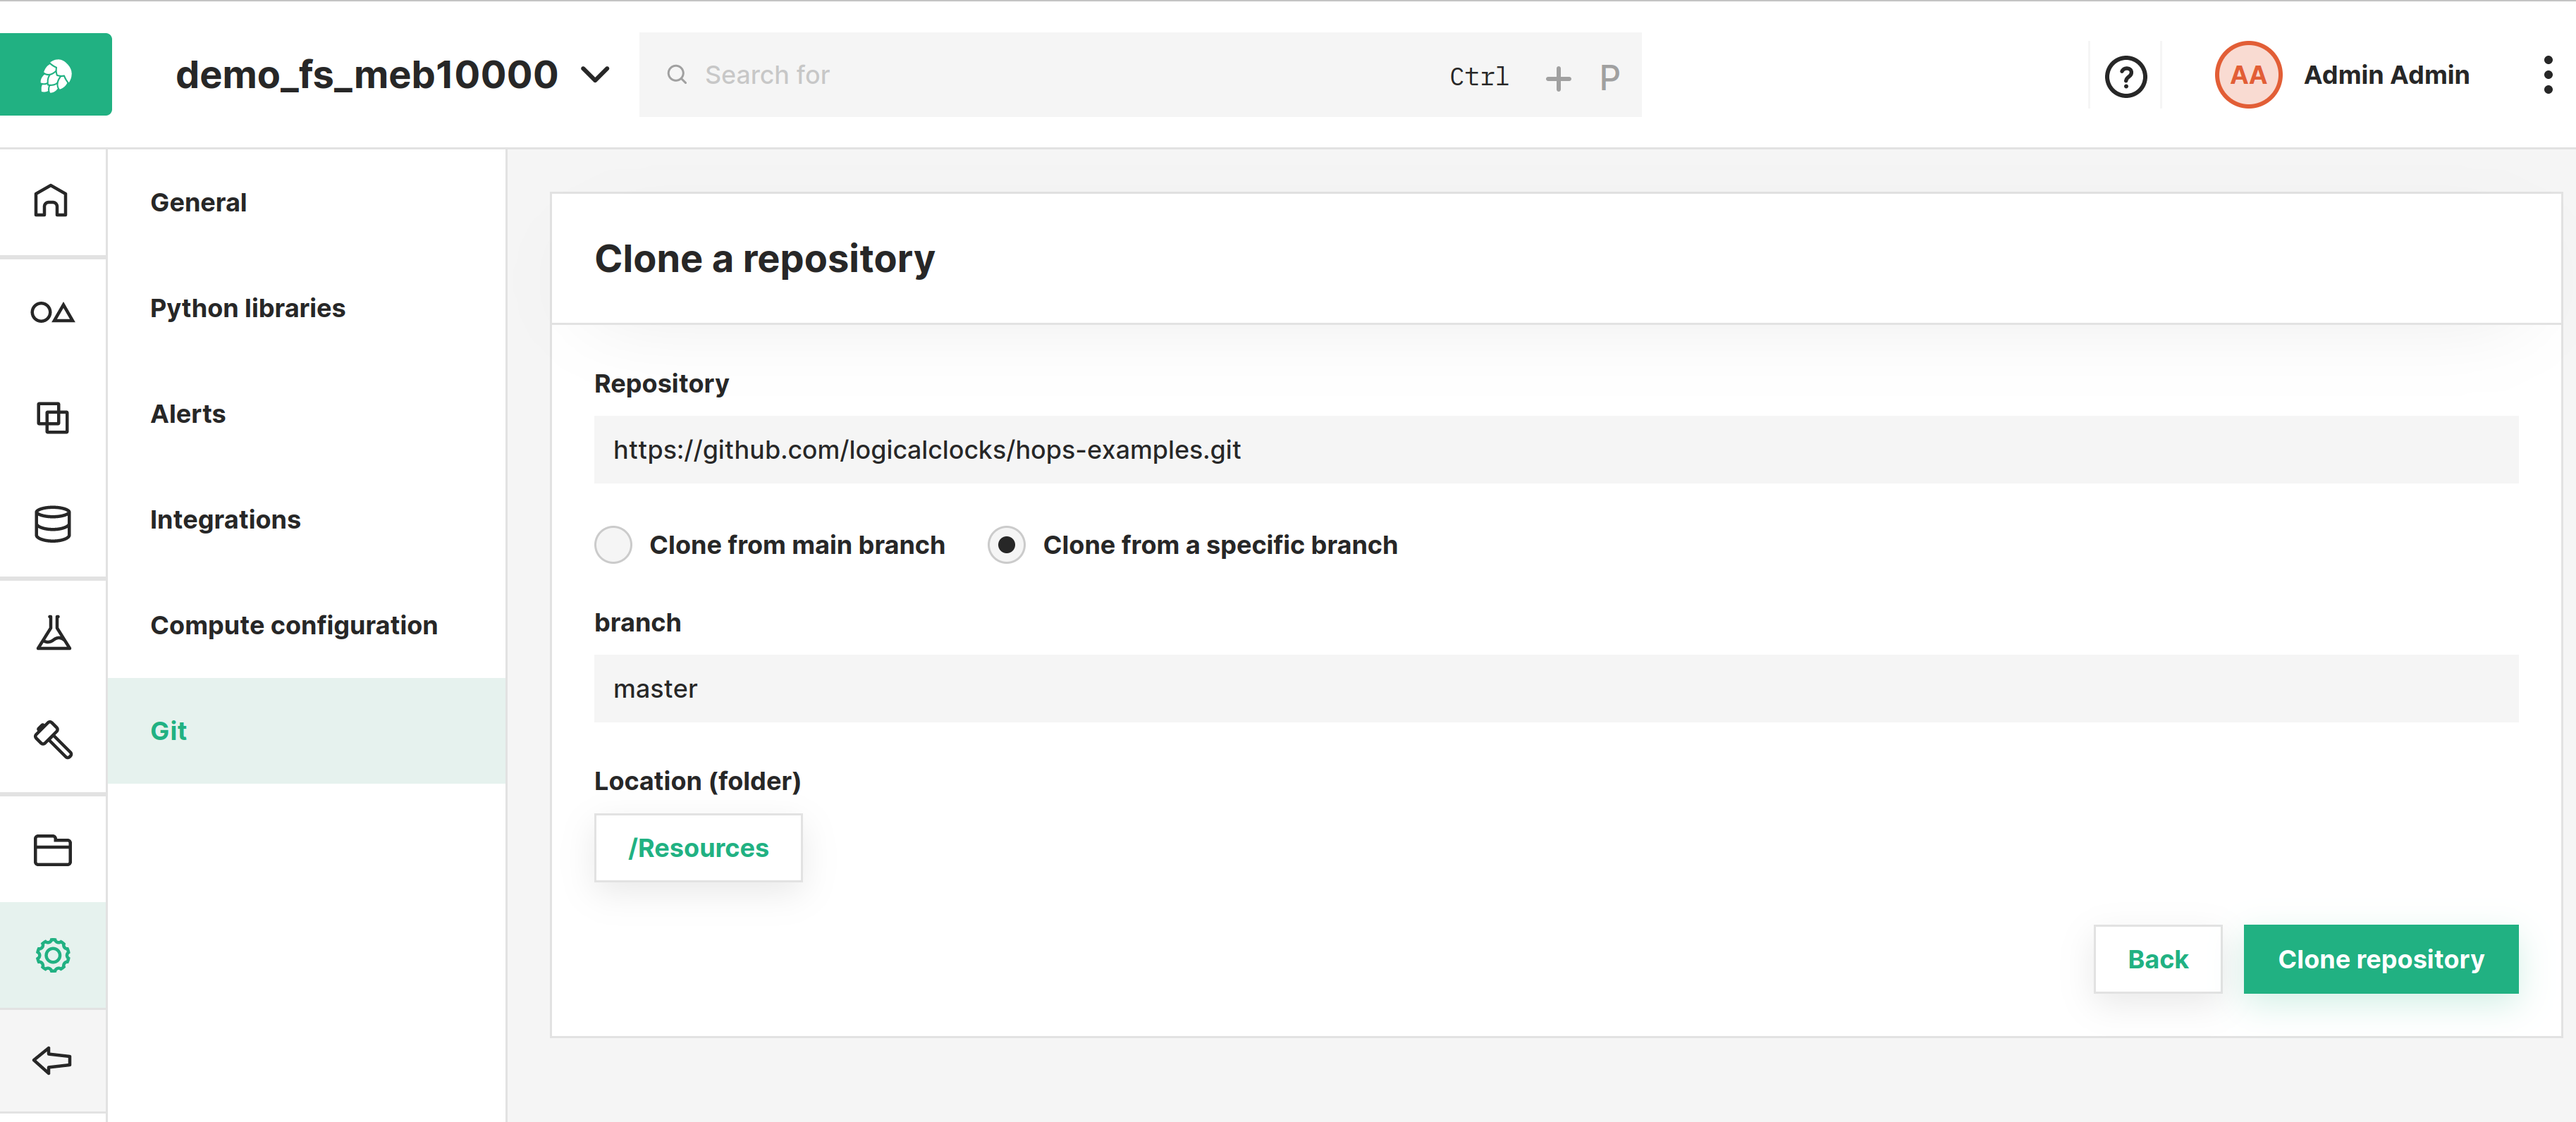 demo_fs_meb10000
Search for
Ctrl + P
AA
Admin Admin
General
Python libraries
Alerts
Integrations
Compute configuration
Git
Clone a repository
Repository
https://github.com/logicalclocks/hops-examples.git
Clone from main branch
Clone from a specific branch
branch
master
Location (folder)
/Resources
Back
Clone repository